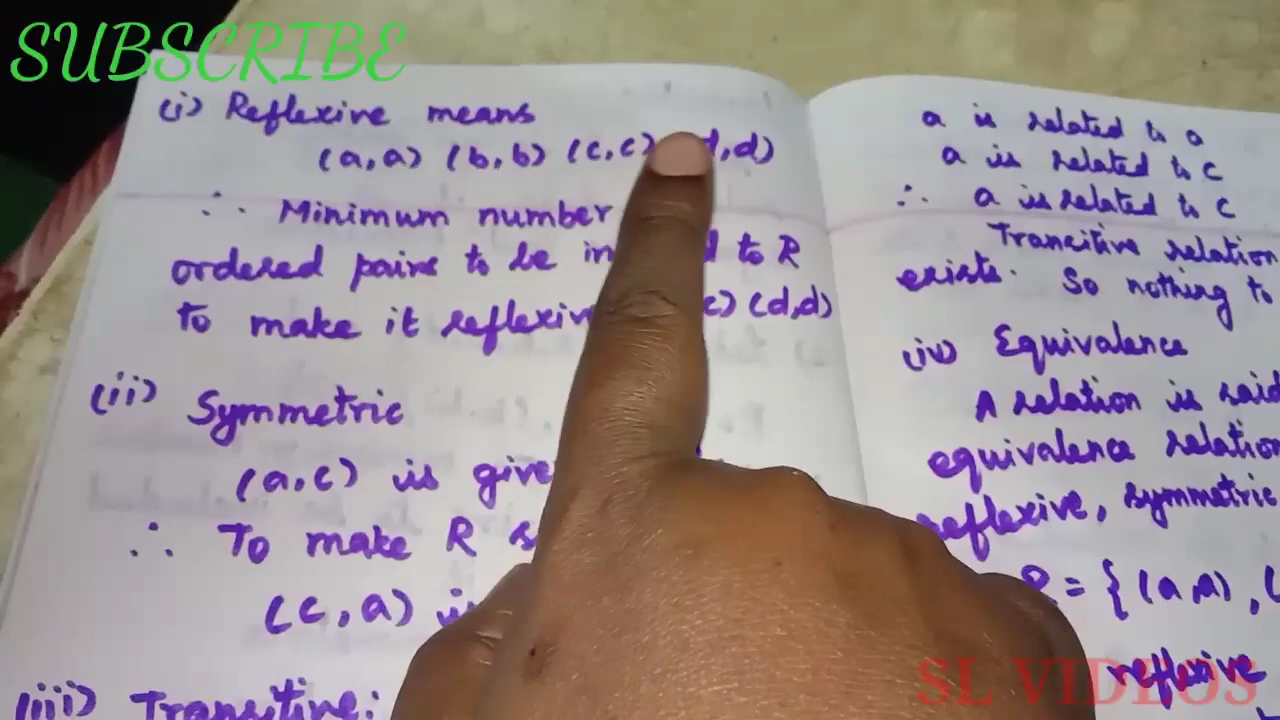 SUBSCRIBE
(i) Reflexive means
(a,a) (b,b) (c,c) d,d)
∴ Minimum number
ordered pairs to be in d to R
to make it reflexiv c) (d,d)
(ii) Symmetric
(a,c) is give
∴ To make R s
(c,a) is
(iii) Transitive:
a is related to a
a is related to c
∴ a is related to c
Trancitive relation
exists. So nothing to
(iv) Equivalence
A relation is said
equivalence relation
reflexive, symmetric
R = { (a,a), (
reflexive
SL VIDEOS